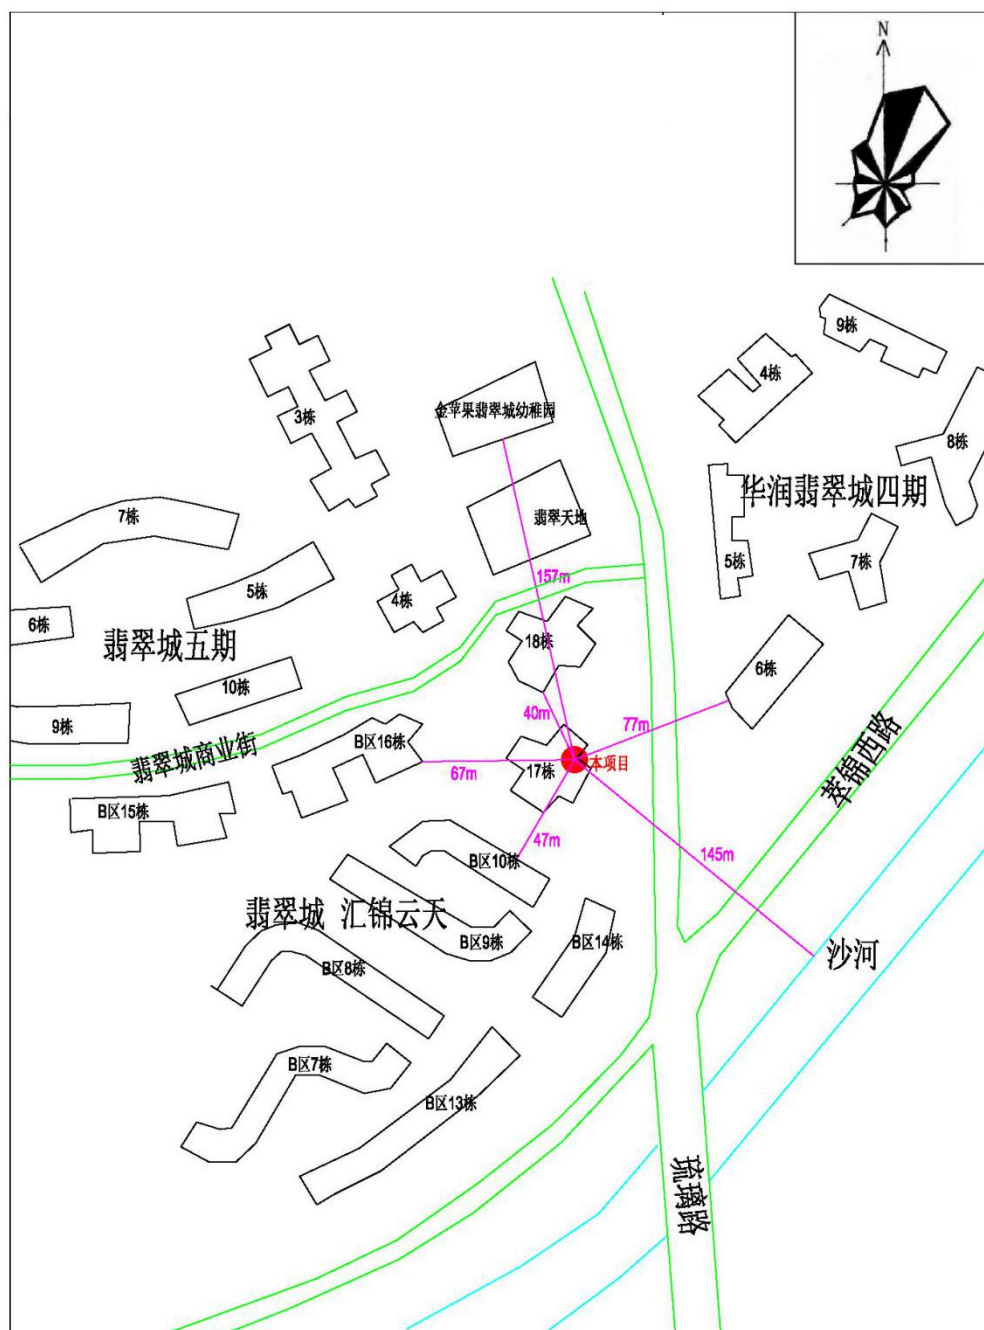 N
9栋
4栋
3栋
金苹果翡翠城幼稚园
8栋
华润翡翠城四期
7栋
翡翠天地
5栋
7栋
157m
5栋
4栋
6栋
18栋
翡翠城五期
6栋
10栋
40m
77m
9栋
B区16栋
翡翠城商业街
萃锦西路
67m
17栋
本项目
B区15栋
47m
145m
B区10栋
翡翠城 汇锦云天
B区9栋
B区14栋
沙河
B区8栋
B区7栋
B区13栋
琉璃路